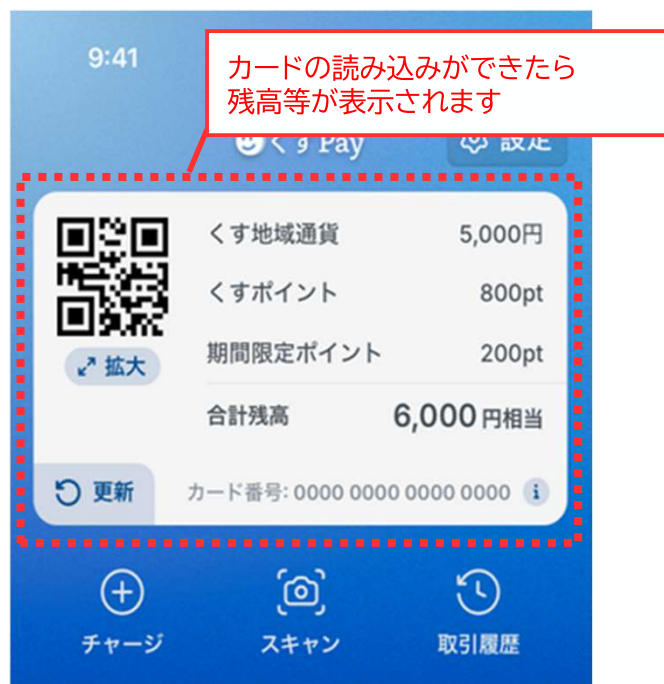 9:41
カードの読み込みができたら
残高等が表示されます
くすPay
設定
くす地域通貨 5,000円
くすポイント 800pt
期間限定ポイント 200pt
拡大
合計残高 6,000円相当
更新
カード番号: 0000 0000 0000 0000 i
チャージ スキャン 取引履歴